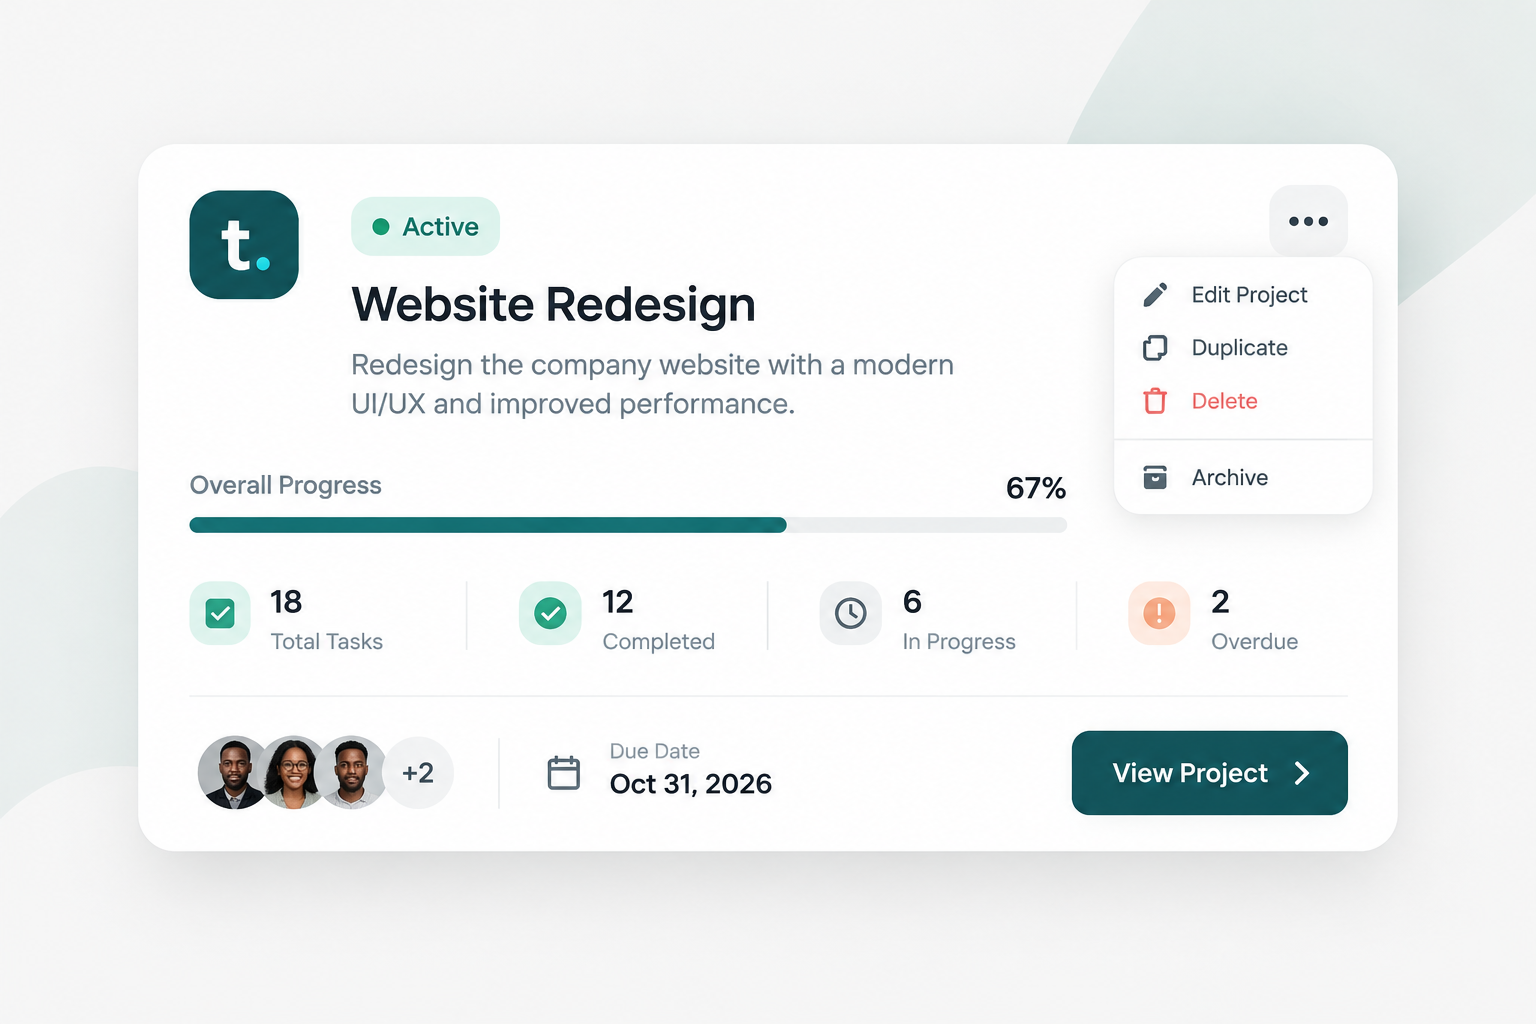 t.
Active
Website Redesign
Redesign the company website with a modern
UI/UX and improved performance.
Edit Project
Duplicate
Delete
Archive
Overall Progress
67%
18
Total Tasks
12
Completed
6
In Progress
2
Overdue
+2
Due Date
Oct 31, 2026
View Project